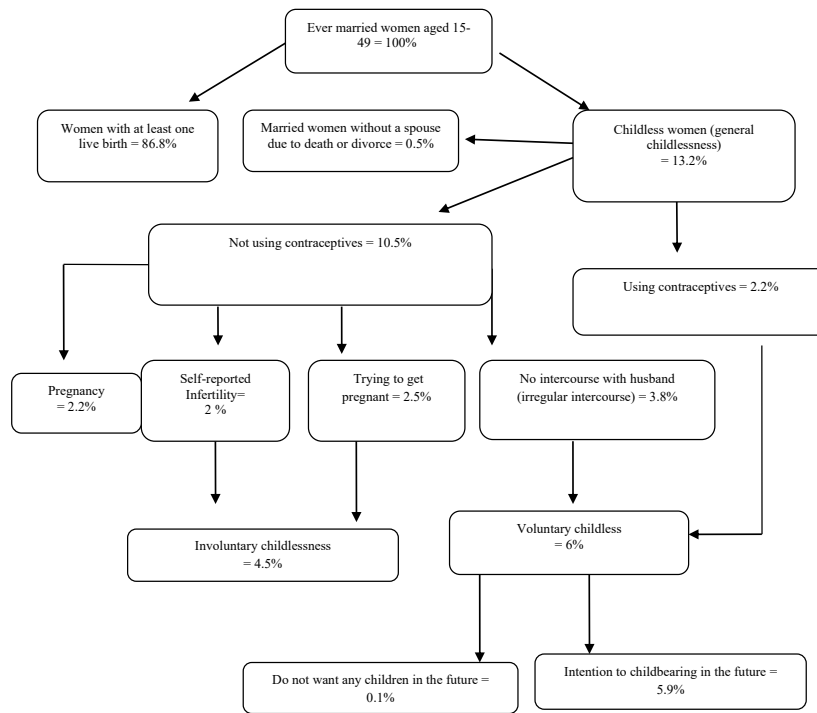 Ever married women aged 15-
49 = 100%
Women with at least one
live birth = 86.8%
Married women without a spouse
due to death or divorce = 0.5%
Childless women (general
childlessness)
= 13.2%
Not using contraceptives = 10.5%
Using contraceptives = 2.2%
Pregnancy
= 2.2%
Self-reported
Infertility=
2 %
Trying to get
pregnant = 2.5%
No intercourse with husband
(irregular intercourse) = 3.8%
Involuntary childlessness
= 4.5%
Voluntary childless
= 6%
Do not want any children in the future =
0.1%
Intention to childbearing in the future =
5.9%